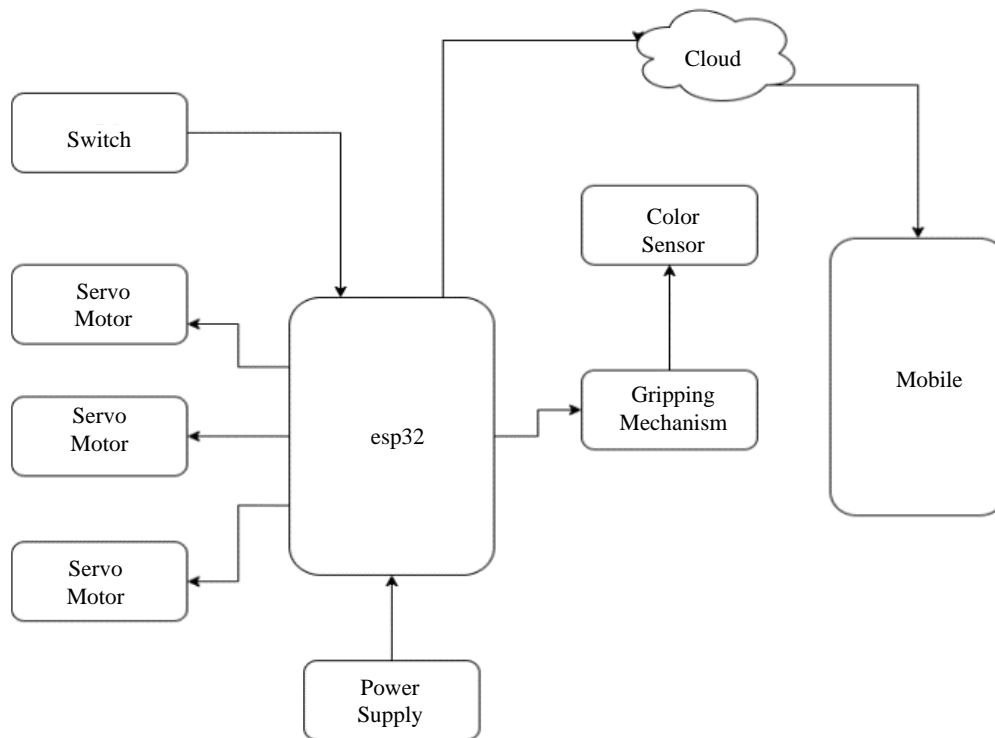 Cloud
Switch
Color
Sensor
Servo
Motor
Gripping
Mechanism
Mobile
Servo
Motor
esp32
Servo
Motor
Power
Supply